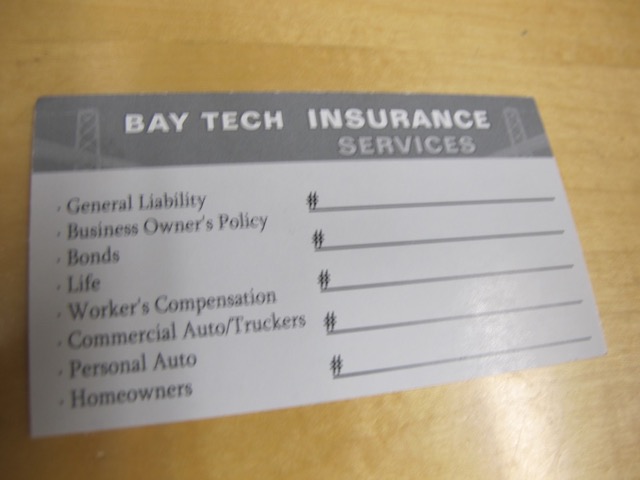 BAY TECH INSURANCE
SERVICES
· General Liability
· Business Owner's Policy
· Bonds
· Life
· Worker's Compensation
· Commercial Auto/Truckers
· Personal Auto
· Homeowners
#
#
#
#
#